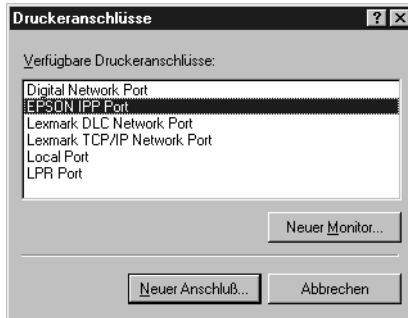 Druckeranschlüsse
Verfügbare Druckeranschlüsse:
Digital Network Port
EPSON IPP Port
Lexmark DLC Network Port
Lexmark TCP/IP Network Port
Local Port
LPR Port
Neuer Monitor...
Neuer Anschluß... Abbrechen